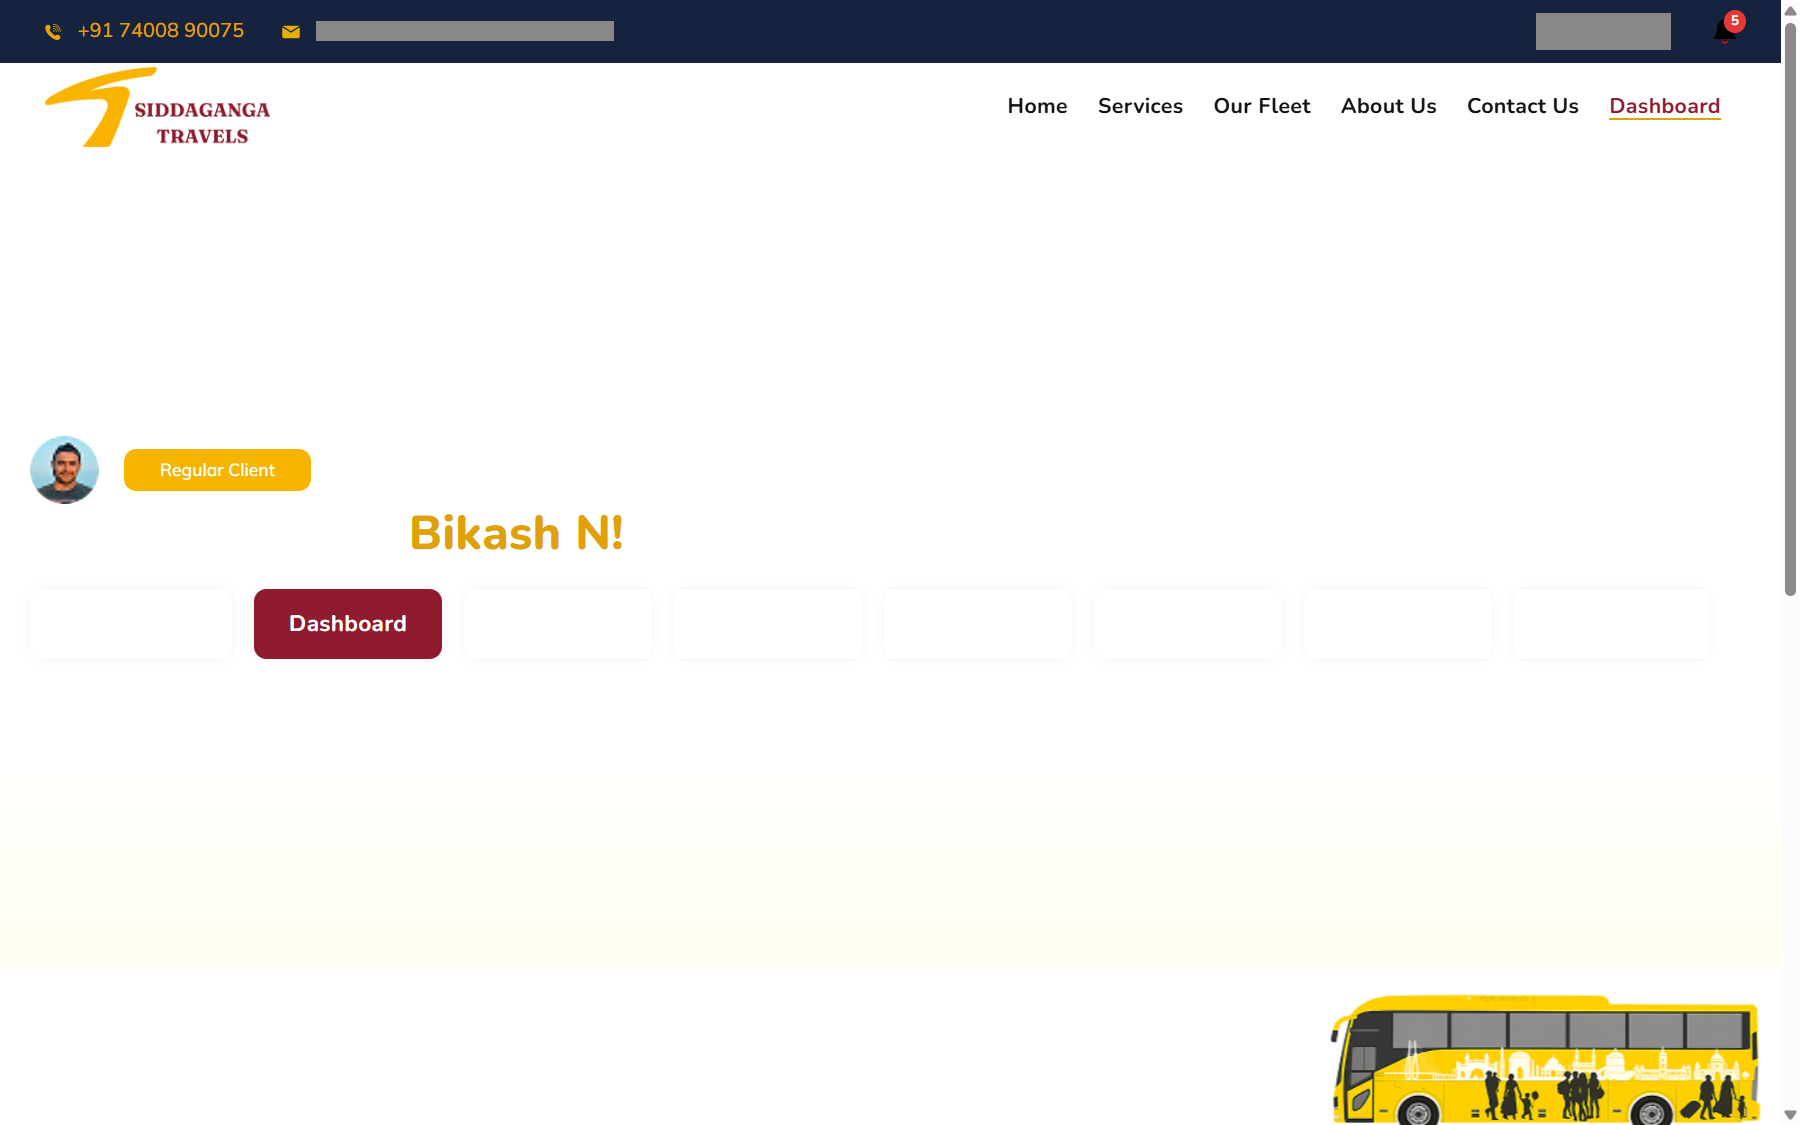 +91 74008 90075
5
SIDDAGANGA
TRAVELS
Home Services Our Fleet About Us Contact Us Dashboard
Regular Client
Bikash N!
Dashboard